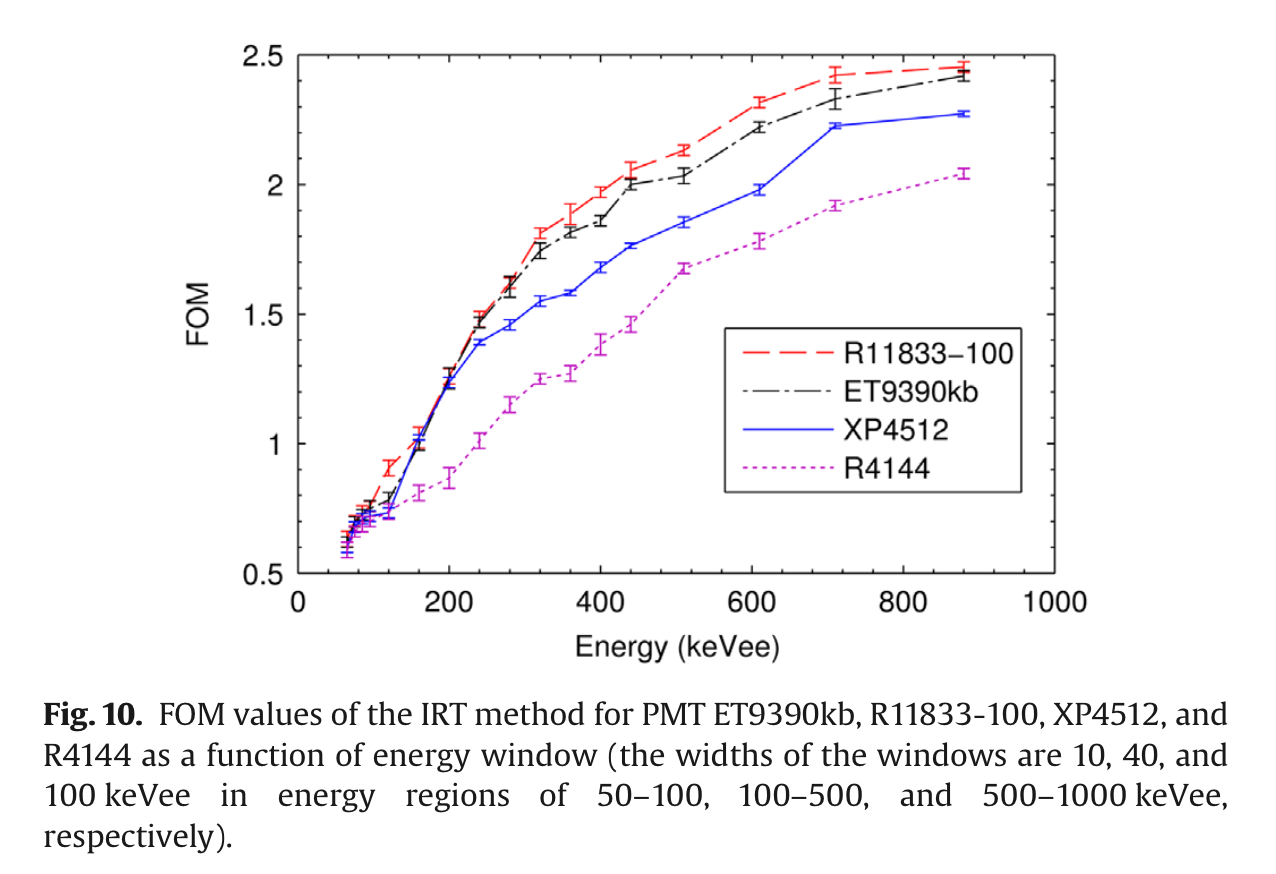 2.5
2
1.5
1
0.5
FOM
0 200 400 600 800 1000
Energy (keVee)
R11833−100
ET9390kb
XP4512
R4144
Fig. 10. FOM values of the IRT method for PMT ET9390kb, R11833-100, XP4512, and
R4144 as a function of energy window (the widths of the windows are 10, 40, and
100 keVee in energy regions of 50–100, 100–500, and 500–1000 keVee,
respectively).